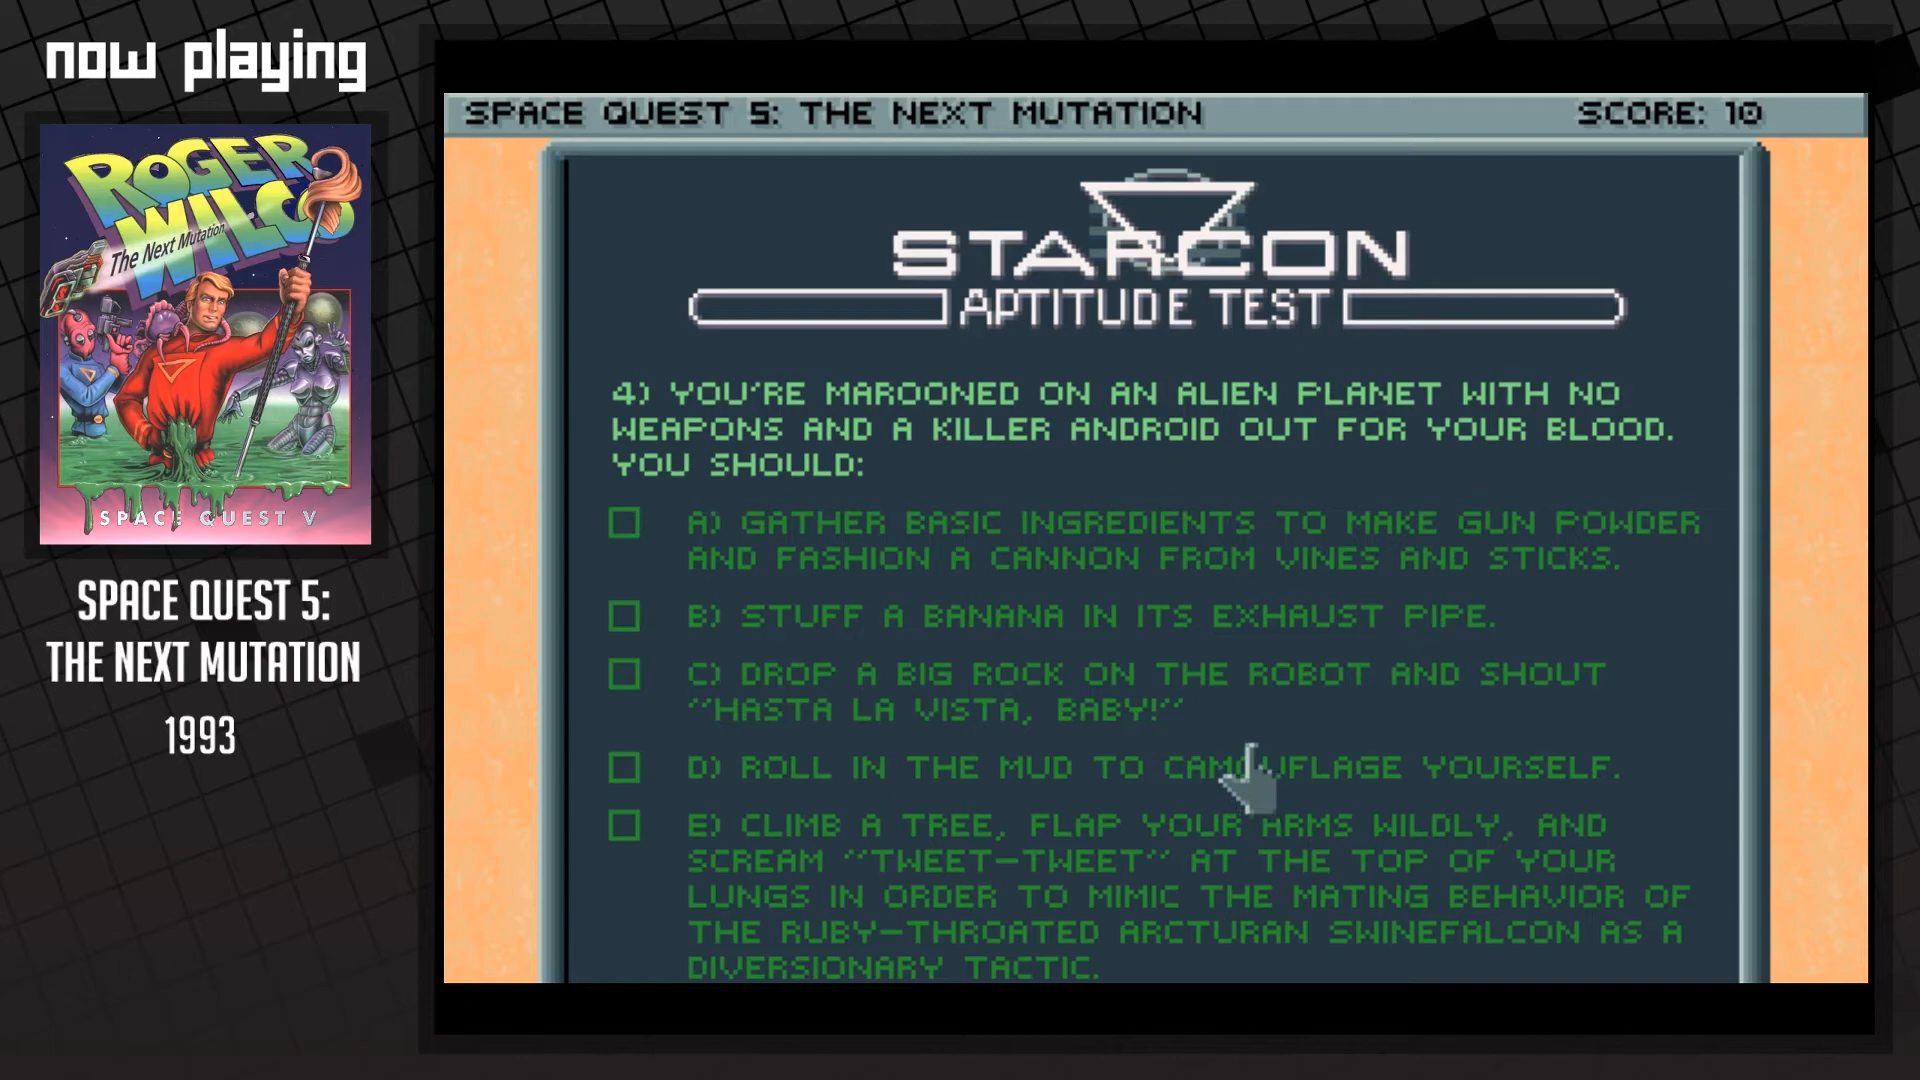 now playing
ROGER
WILCO
The Next Mutation
SPACE QUEST V
SPACE QUEST 5:
THE NEXT MUTATION
1993
SPACE QUEST 5: THE NEXT MUTATION SCORE: 10
STARCON
APTITUDE TEST
4) YOU'RE MAROONED ON AN ALIEN PLANET WITH NO
WEAPONS AND A KILLER ANDROID OUT FOR YOUR BLOOD.
YOU SHOULD:
A) GATHER BASIC INGREDIENTS TO MAKE GUN POWDER
AND FASHION A CANNON FROM VINES AND STICKS.
B) STUFF A BANANA IN ITS EXHAUST PIPE.
C) DROP A BIG ROCK ON THE ROBOT AND SHOUT
"HASTA LA VISTA, BABY!"
D) ROLL IN THE MUD TO CAMOUFLAGE YOURSELF.
E) CLIMB A TREE, FLAP YOUR ARMS WILDLY, AND
SCREAM "TWEET-TWEET" AT THE TOP OF YOUR
LUNGS IN ORDER TO MIMIC THE MATING BEHAVIOR OF
THE RUBY-THROATED ARCTURAN SWINEFALCON AS A
DIVERSIONARY TACTIC.